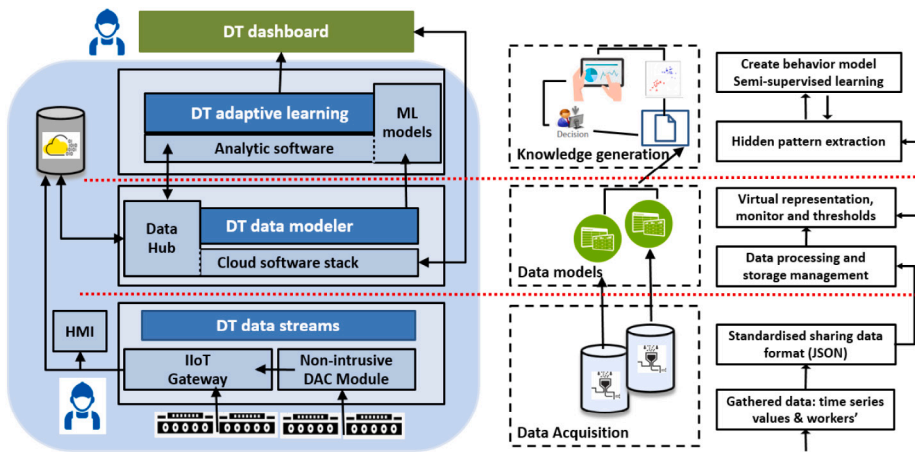 DT dashboard
DT adaptive learning
ML
models
Analytic software
Data
Hub
DT data modeler
Cloud software stack
HMI
DT data streams
IIoT
Gateway
Non-intrusive
DAC Module
Decision
Knowledge generation
Data models
Data Acquisition
Create behavior model
Semi-supervised learning
Hidden pattern extraction
Virtual representation,
monitor and thresholds
Data processing and
storage management
Standardised sharing data
format (JSON)
Gathered data: time series
values & workers’